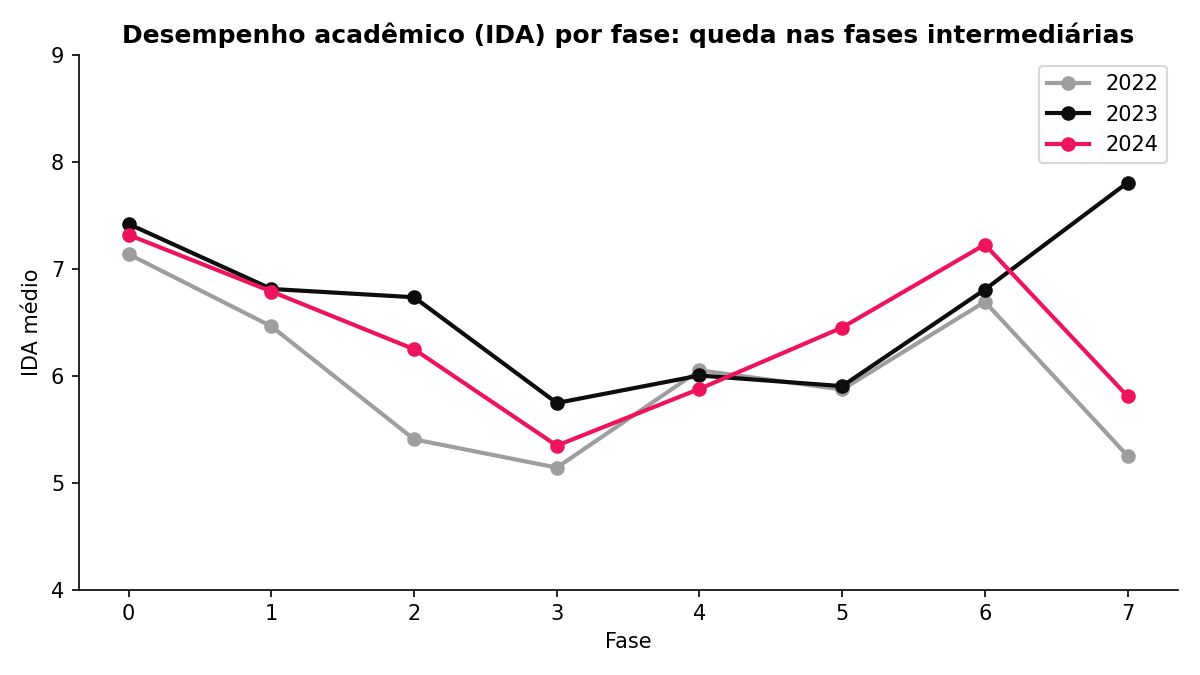 Desempenho acadêmico (IDA) por fase: queda nas fases intermediárias
9
8
7
6
5
4
IDA médio
2022
2023
2024
0 1 2 3 4 5 6 7
Fase